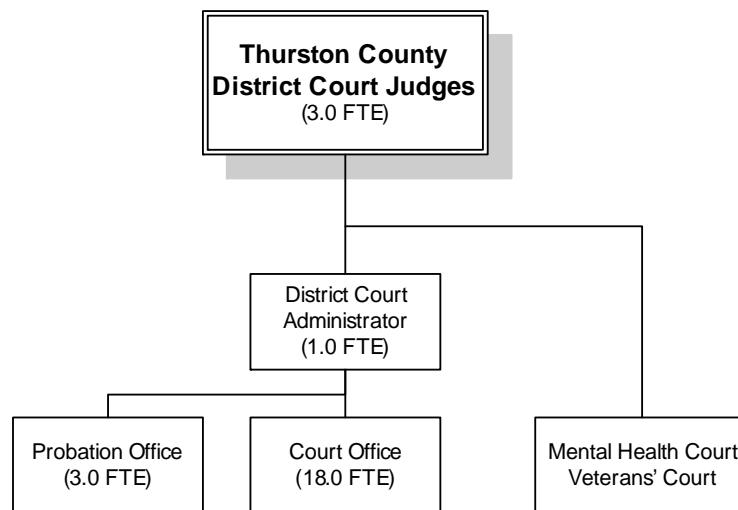 Thurston County
District Court Judges
(3.0 FTE)
District Court
Administrator
(1.0 FTE)
Probation Office
(3.0 FTE)
Court Office
(18.0 FTE)
Mental Health Court
Veterans' Court